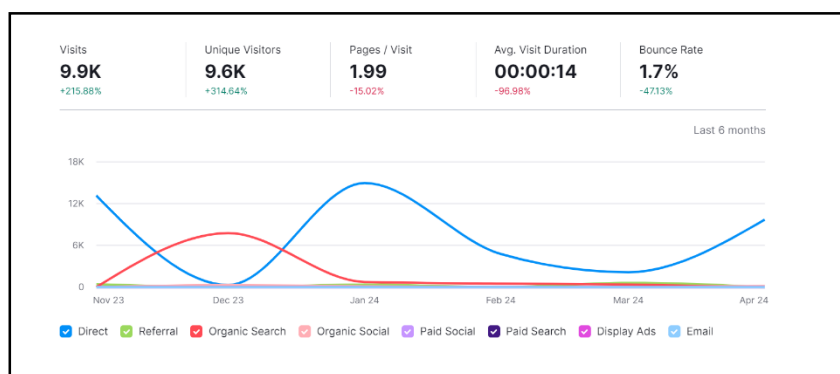 Visits Unique Visitors Pages / Visit Avg. Visit Duration Bounce Rate
9.9K 9.6K 1.99 00:00:14 1.7%
+215.88% +314.64% -15.02% -96.98% -47.13%
Last 6 months
18K
12K
6K
0
Nov 23 Dec 23 Jan 24 Feb 24 Mar 24 Apr 24
Direct Referral Organic Search Organic Social Paid Social Paid Search Display Ads Email